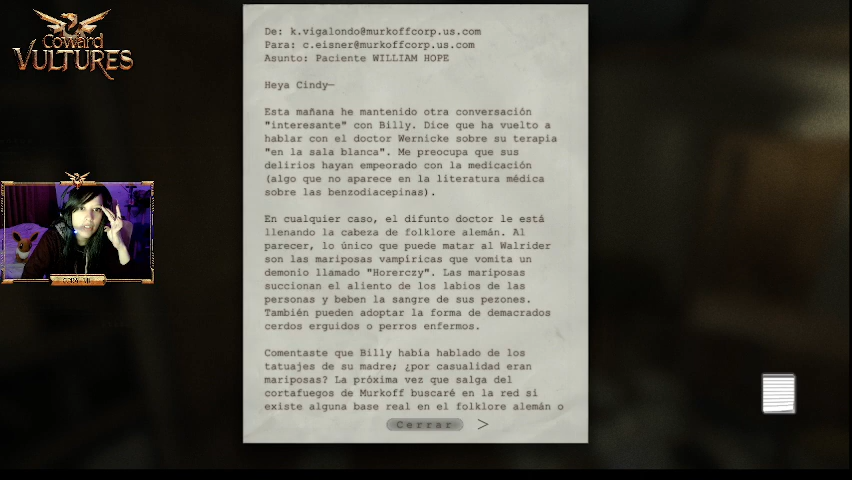 Coward
VULTURES
De: k.vigalondo@murkoffcorp.us.com
Para: c.eisner@murkoffcorp.us.com
Asunto: Paciente WILLIAM HOPE
Heya Cindy—
Esta mañana he mantenido otra conversación
"interesante" con Billy. Dice que ha vuelto a
hablar con el doctor Wernicke sobre su terapia
"en la sala blanca". Me preocupa que sus
delirios hayan empeorado con la medicación
(algo que no aparece en la literatura médica
sobre las benzodiacepinas).
En cualquier caso, el difunto doctor le está
llenando la cabeza de folklore alemán. Al
parecer, lo único que puede matar al Walrider
son las mariposas vampíricas que vomita un
demonio llamado "Horerczy". Las mariposas
succionan el aliento de los labios de las
personas y beben la sangre de sus pezones.
También pueden adoptar la forma de demacrados
cerdos erguidos o perros enfermos.
Comentaste que Billy había hablado de los
tatuajes de su madre; ¿por casualidad eran
mariposas? La próxima vez que salga del
cortafuegos de Murkoff buscaré en la red si
existe alguna base real en el folklore alemán o
Cerrar >